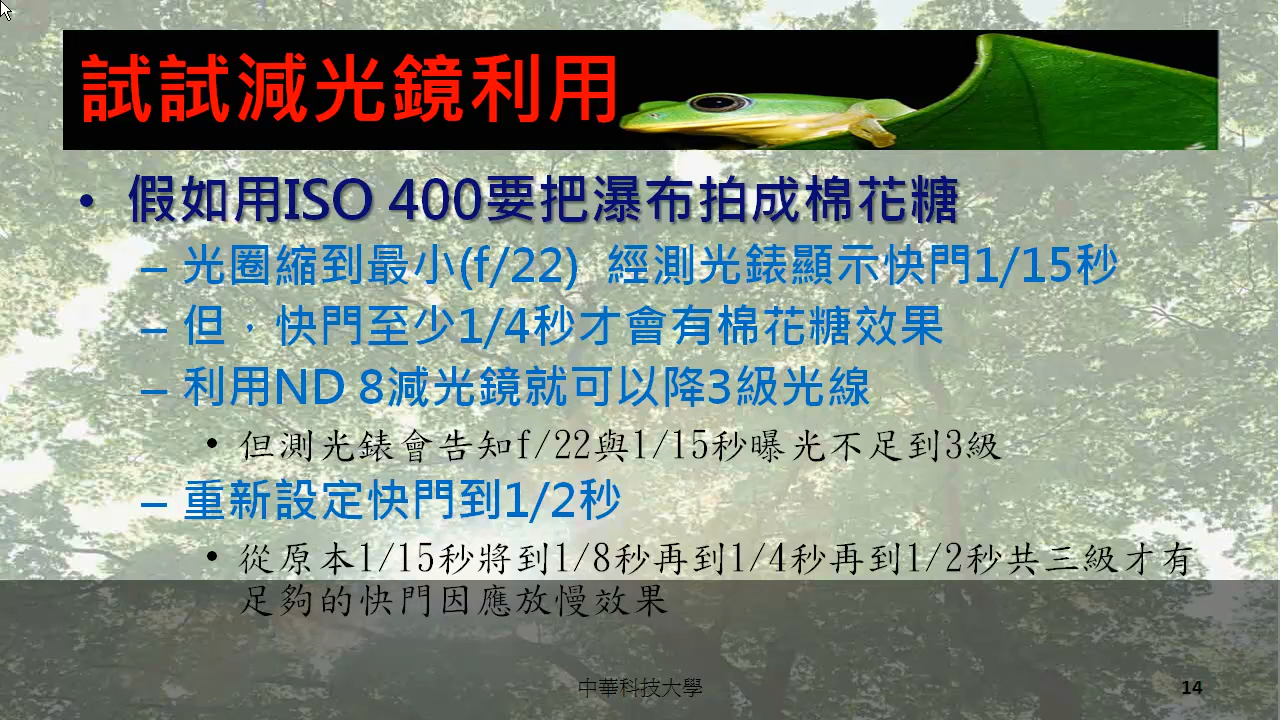 試試減光鏡利用
• 假如用ISO 400要把瀑布拍成棉花糖
– 光圈縮到最小(f/22) 經測光錶顯示快門1/15秒
– 但，快門至少1/4秒才會有棉花糖效果
– 利用ND 8減光鏡就可以降3級光線
• 但測光錶會告知f/22與1/15秒曝光不足到3級
– 重新設定快門到1/2秒
• 從原本1/15秒將到1/8秒再到1/4秒再到1/2秒共三級才有
足夠的快門因應放慢效果
中華科技大學
14